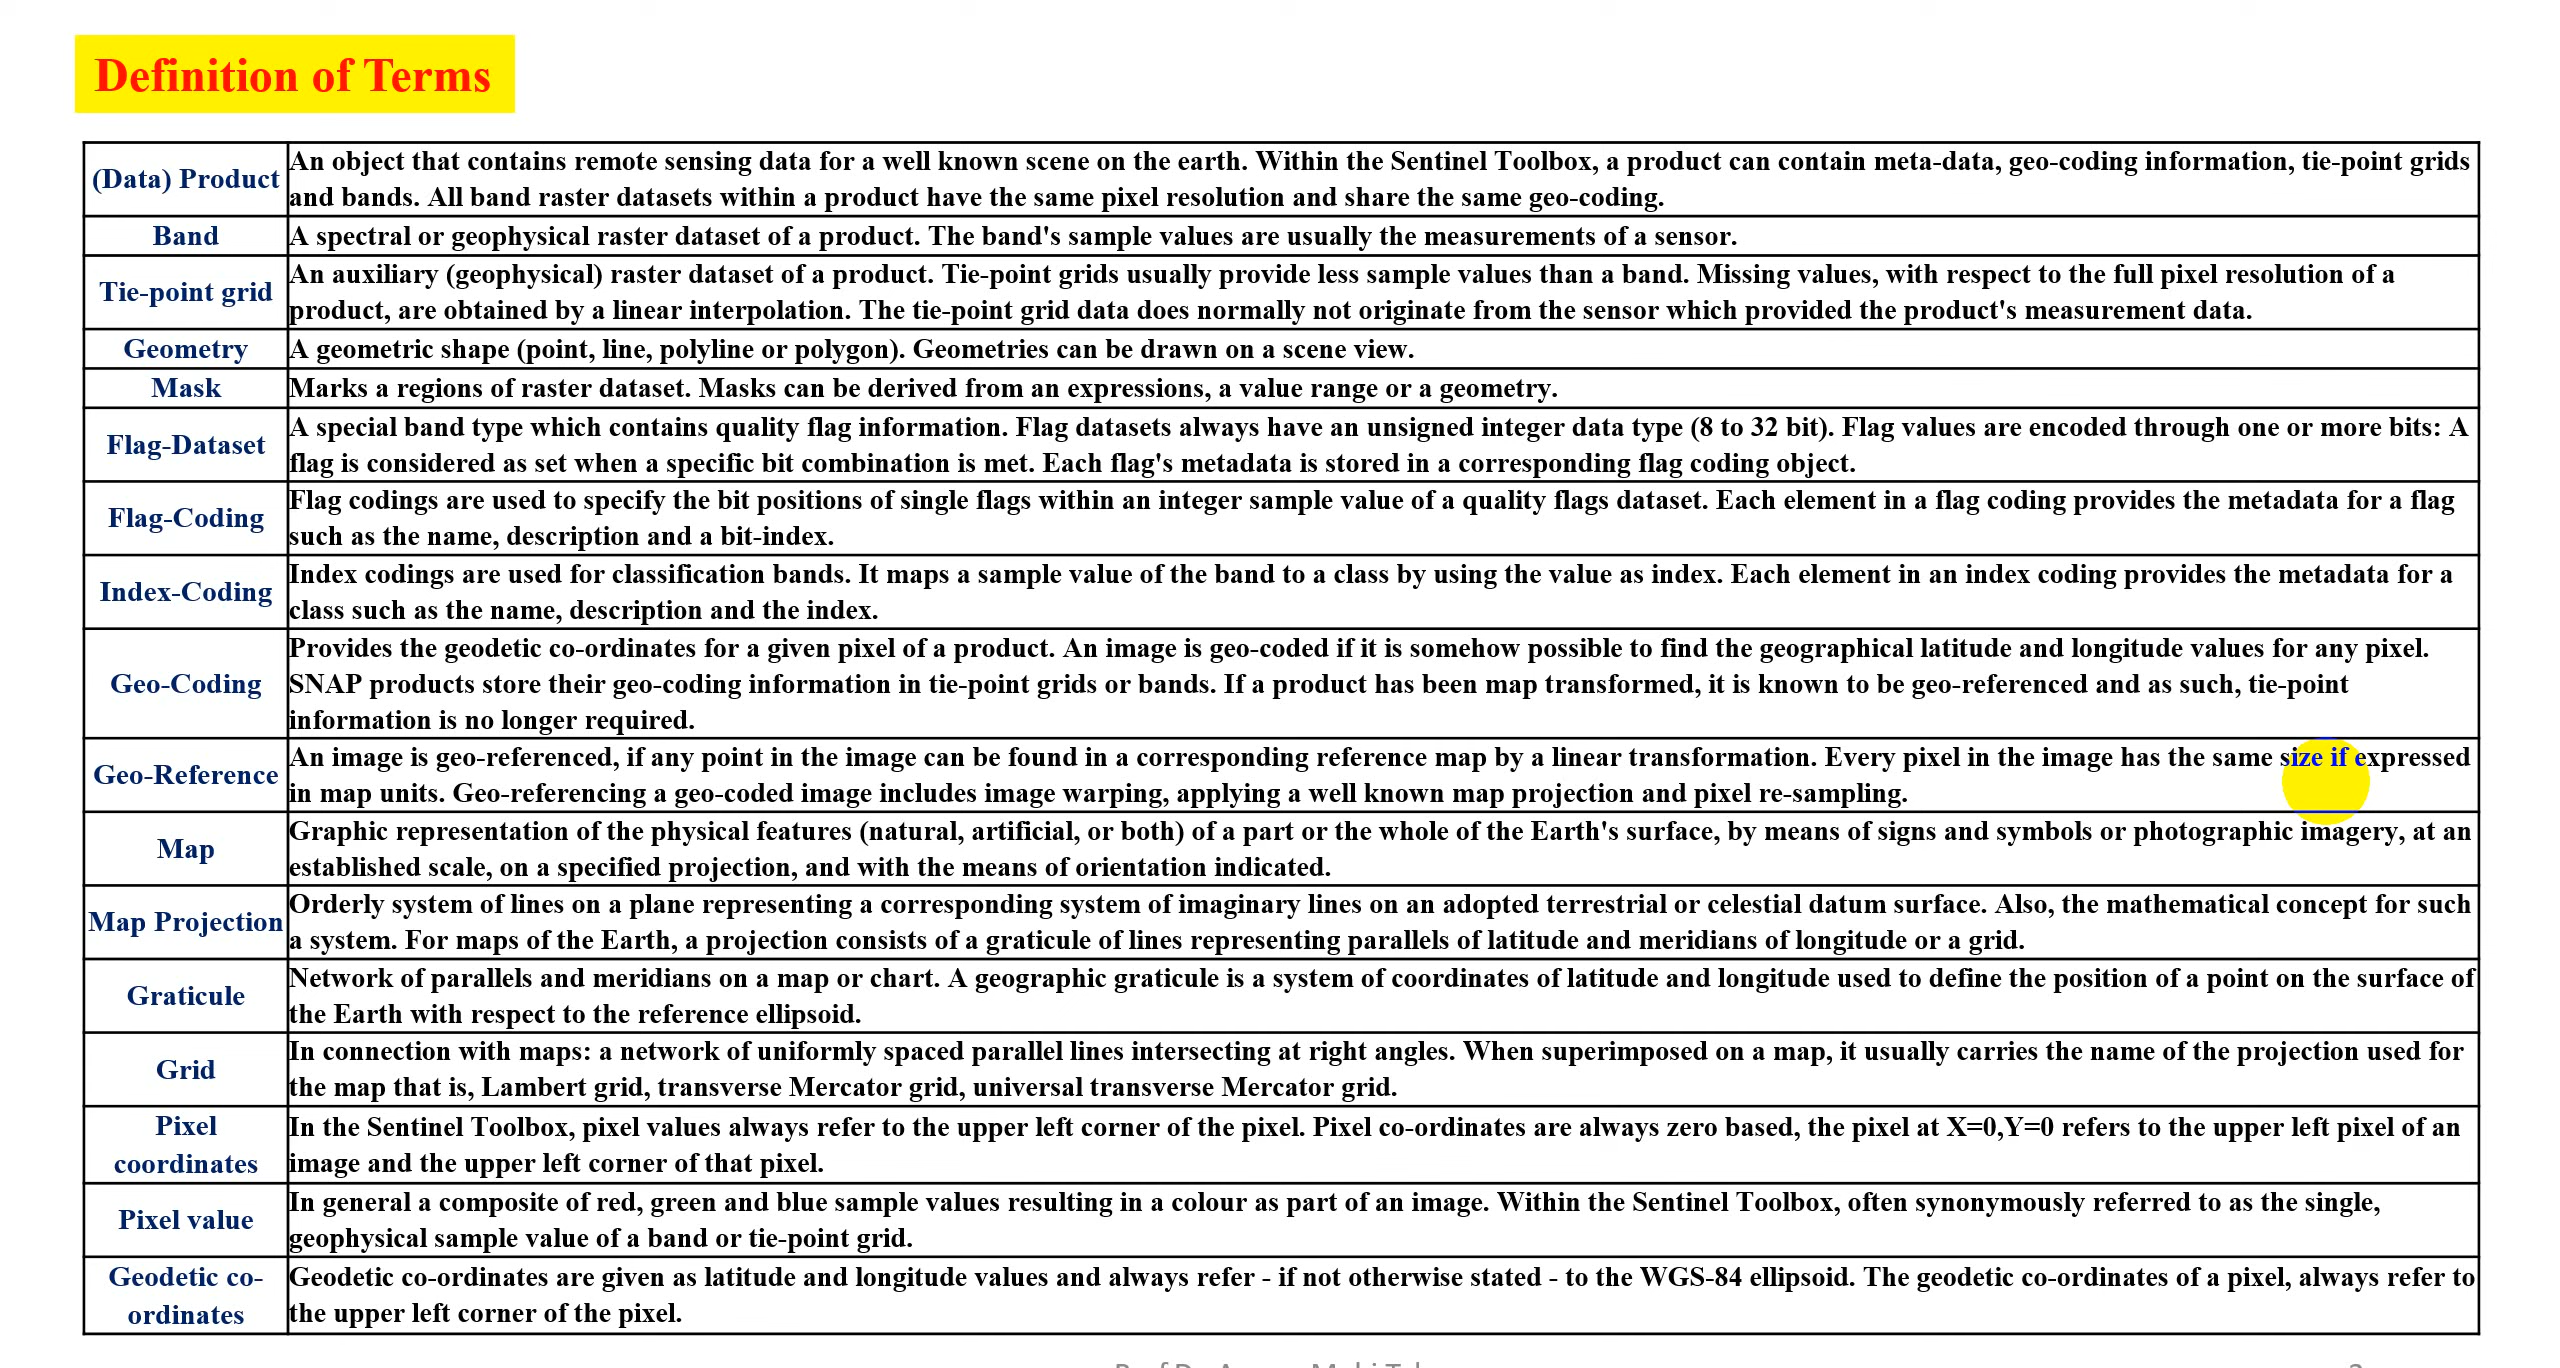 Definition of Terms
(Data) Product
An object that contains remote sensing data for a well known scene on the earth. Within the Sentinel Toolbox, a product can contain meta-data, geo-coding information, tie-point grids
and bands. All band raster datasets within a product have the same pixel resolution and share the same geo-coding.
Band
A spectral or geophysical raster dataset of a product. The band's sample values are usually the measurements of a sensor.
Tie-point grid
An auxiliary (geophysical) raster dataset of a product. Tie-point grids usually provide less sample values than a band. Missing values, with respect to the full pixel resolution of a
product, are obtained by a linear interpolation. The tie-point grid data does normally not originate from the sensor which provided the product's measurement data.
Geometry
A geometric shape (point, line, polyline or polygon). Geometries can be drawn on a scene view.
Mask
Marks a regions of raster dataset. Masks can be derived from an expressions, a value range or a geometry.
Flag-Dataset
A special band type which contains quality flag information. Flag datasets always have an unsigned integer data type (8 to 32 bit). Flag values are encoded through one or more bits: A
flag is considered as set when a specific bit combination is met. Each flag's metadata is stored in a corresponding flag coding object.
Flag-Coding
Flag codings are used to specify the bit positions of single flags within an integer sample value of a quality flags dataset. Each element in a flag coding provides the metadata for a flag
such as the name, description and a bit-index.
Index-Coding
Index codings are used for classification bands. It maps a sample value of the band to a class by using the value as index. Each element in an index coding provides the metadata for a
class such as the name, description and the index.
Geo-Coding
Provides the geodetic co-ordinates for a given pixel of a product. An image is geo-coded if it is somehow possible to find the geographical latitude and longitude values for any pixel.
SNAP products store their geo-coding information in tie-point grids or bands. If a product has been map transformed, it is known to be geo-referenced and as such, tie-point
information is no longer required.
Geo-Reference
An image is geo-referenced, if any point in the image can be found in a corresponding reference map by a linear transformation. Every pixel in the image has the same size if expressed
in map units. Geo-referencing a geo-coded image includes image warping, applying a well known map projection and pixel re-sampling.
Map
Graphic representation of the physical features (natural, artificial, or both) of a part or the whole of the Earth's surface, by means of signs and symbols or photographic imagery, at an
established scale, on a specified projection, and with the means of orientation indicated.
Map Projection
Orderly system of lines on a plane representing a corresponding system of imaginary lines on an adopted terrestrial or celestial datum surface. Also, the mathematical concept for such
a system. For maps of the Earth, a projection consists of a graticule of lines representing parallels of latitude and meridians of longitude or a grid.
Graticule
Network of parallels and meridians on a map or chart. A geographic graticule is a system of coordinates of latitude and longitude used to define the position of a point on the surface of
the Earth with respect to the reference ellipsoid.
Grid
In connection with maps: a network of uniformly spaced parallel lines intersecting at right angles. When superimposed on a map, it usually carries the name of the projection used for
the map that is, Lambert grid, transverse Mercator grid, universal transverse Mercator grid.
Pixel
coordinates
In the Sentinel Toolbox, pixel values always refer to the upper left corner of the pixel. Pixel co-ordinates are always zero based, the pixel at X=0,Y=0 refers to the upper left pixel of an
image and the upper left corner of that pixel.
Pixel value
In general a composite of red, green and blue sample values resulting in a colour as part of an image. Within the Sentinel Toolbox, often synonymously referred to as the single,
geophysical sample value of a band or tie-point grid.
Geodetic co-
ordinates
Geodetic co-ordinates are given as latitude and longitude values and always refer - if not otherwise stated - to the WGS-84 ellipsoid. The geodetic co-ordinates of a pixel, always refer to
the upper left corner of the pixel.